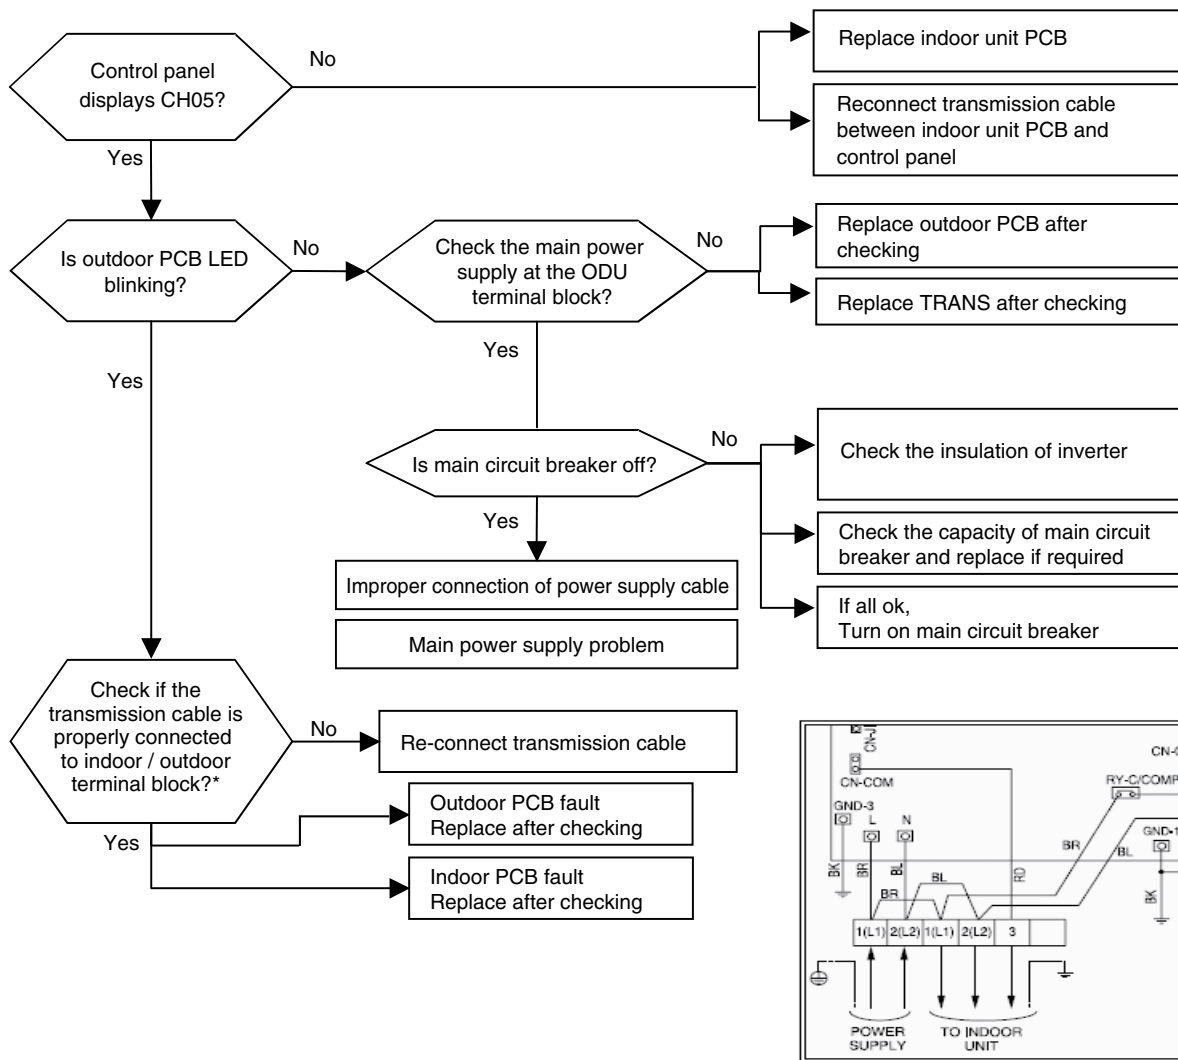 Control panel
displays CH05?
No
Replace indoor unit PCB
Reconnect transmission cable
between indoor unit PCB and
control panel
Yes
Is outdoor PCB LED
blinking?
No
Check the main power
supply at the ODU
terminal block?
No
Replace outdoor PCB after
checking
Replace TRANS after checking
Yes
Yes
Is main circuit breaker off?
No
Check the insulation of inverter
Check the capacity of main circuit
breaker and replace if required
If all ok,
Turn on main circuit breaker
Yes
Improper connection of power supply cable
Main power supply problem
Check if the
transmission cable is
properly connected
to indoor / outdoor
terminal block?*
No
Re-connect transmission cable
Yes
Outdoor PCB fault
Replace after checking
Indoor PCB fault
Replace after checking
CN-COM
RY-C/COMP
GND-3
L
N
GND-1
BK
BR
BL
RD
BR
BL
BK
BR
BL
1(L1)
2(L2)
1(L1)
2(L2)
3
POWER
SUPPLY
TO INDOOR
UNIT